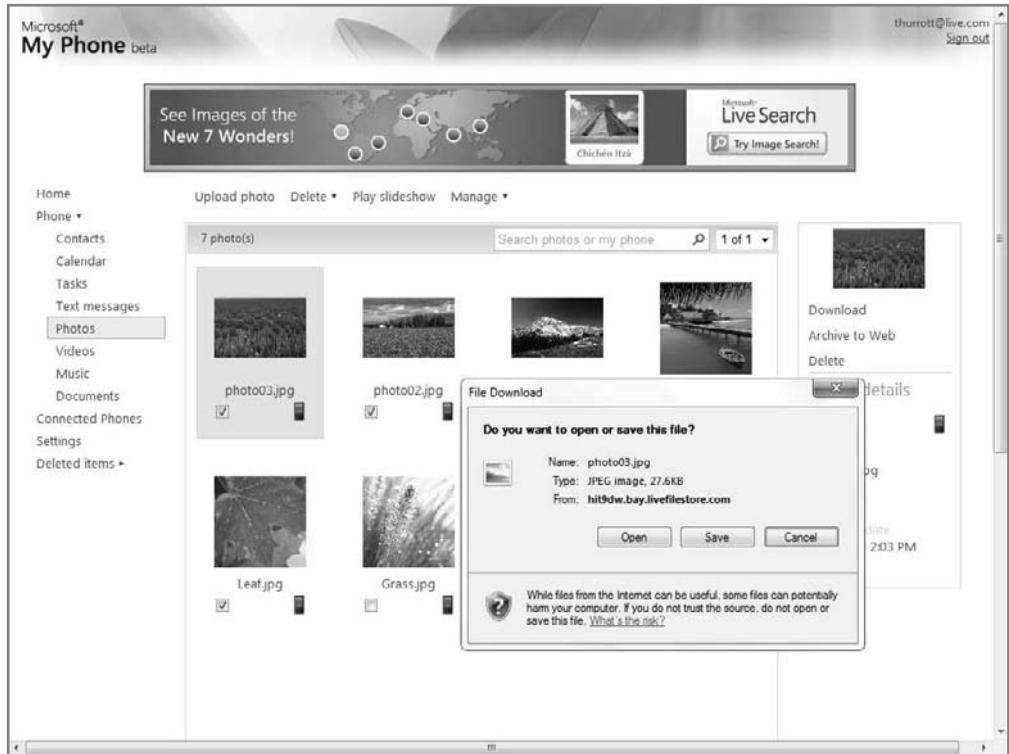 Microsoft®
My Phone beta
thurrott@live.com
Sign out
See Images of the
New 7 Wonders!
Chichén Itzá
Microsoft®
Live Search
Try Image Search!
Home
Phone
Contacts
Calendar
Tasks
Text messages
Photos
Videos
Music
Documents
Connected Phones
Settings
Deleted items
Upload photo Delete Play slideshow Manage
7 photo(s)
Search photos or my phone
1 of 1
photo03.jpg
photo02.jpg
Leaf.jpg
Grass.jpg
Download
Archive to Web
Delete
details
2:03 PM
File Download
x
Do you want to open or save this file?
Name: photo03.jpg
Type: JPEG image, 27.6KB
From: hit9dw.bay.livefilestore.com
Open Save Cancel
While files from the Internet can be useful, some files can potentially
harm your computer. If you do not trust the source, do not open or
save this file. What's the risk?